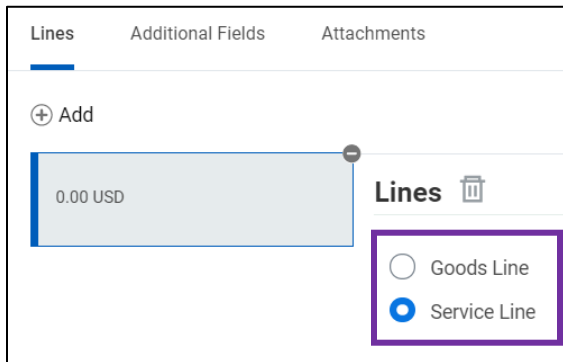 Lines Additional Fields Attachments
Add
0.00 USD
Lines
Goods Line
Service Line